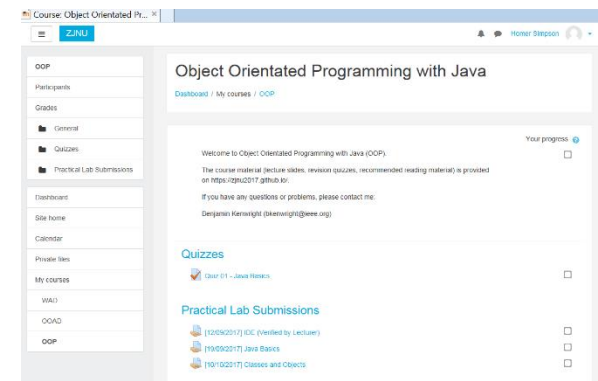 Course: Object Orientated Pr...
ZJNU
Homer Simpson
OOP
Participants
Grades
General
Quizzes
Practical Lab Submissions
Dashboard
Site home
Calendar
Private files
My courses
WAD
OOAD
OOP
Object Orientated Programming with Java
Dashboard / My courses / OOP
Your progress
Welcome to Object Orientated Programming with Java (OOP).
The course material (lecture slides, revision quizzes, recommended reading material) is provided
on https://zjnu2017.github.io/.
If you have any questions or problems, please contact me:
Benjamin Kenwright (bkenwright@ieee.org)
Quizzes
Quiz 01 - Java Basics
Practical Lab Submissions
[12/09/2017] IDE (Verified by Lecturer)
[19/09/2017] Java Basics
[10/10/2017] Classes and Objects